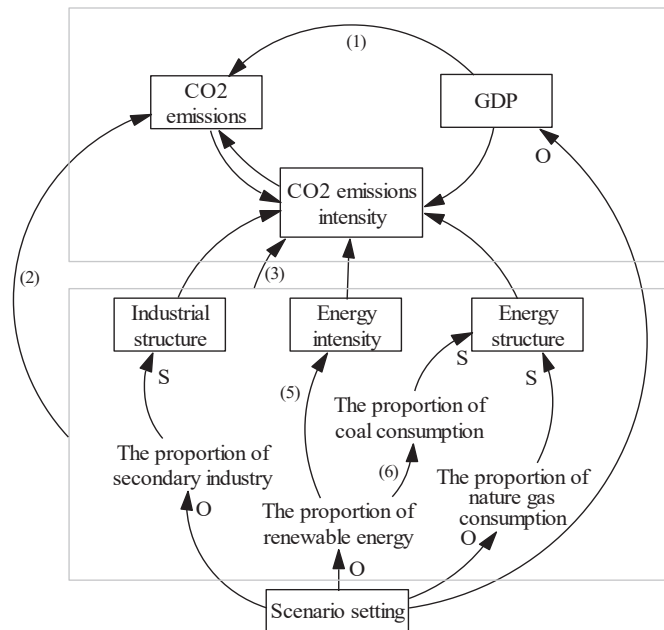 (1)
CO2
emissions
GDP
O
CO2 emissions
intensity
(2)
(3)
Industrial
structure
Energy
intensity
Energy
structure
S
S
S
(5)
The proportion of
coal consumption
The proportion of
secondary industry
(6)
The proportion of
nature gas
consumption
O
The proportion of
renewable energy
O
O
Scenario setting